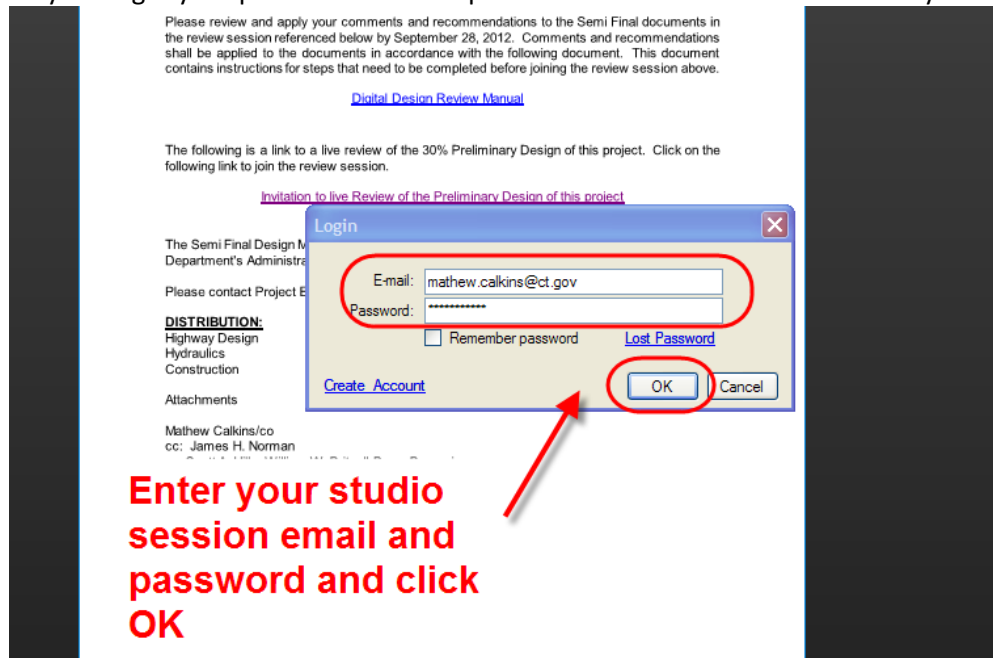 Please review and apply your comments and recommendations to the Semi Final documents in
the review session referenced below by September 28, 2012. Comments and recommendations
shall be applied to the documents in accordance with the following document. This document
contains instructions for steps that need to be completed before joining the review session above.
Digital Design Review Manual
The following is a link to a live review of the 30% Preliminary Design of this project. Click on the
following link to join the review session.
Invitation to live Review of the Preliminary Design of this project
Login
The Semi Final Design M
Department's Administra
E-mail: mathew.calkins@ct.gov
Please contact Project E
Password: ***********
DISTRIBUTION:
Remember password Lost Password
Highway Design
Hydraulics
Construction
Create Account OK Cancel
Attachments
Mathew Calkins/co
cc: James H. Norman
Enter your studio
session email and
password and click
OK